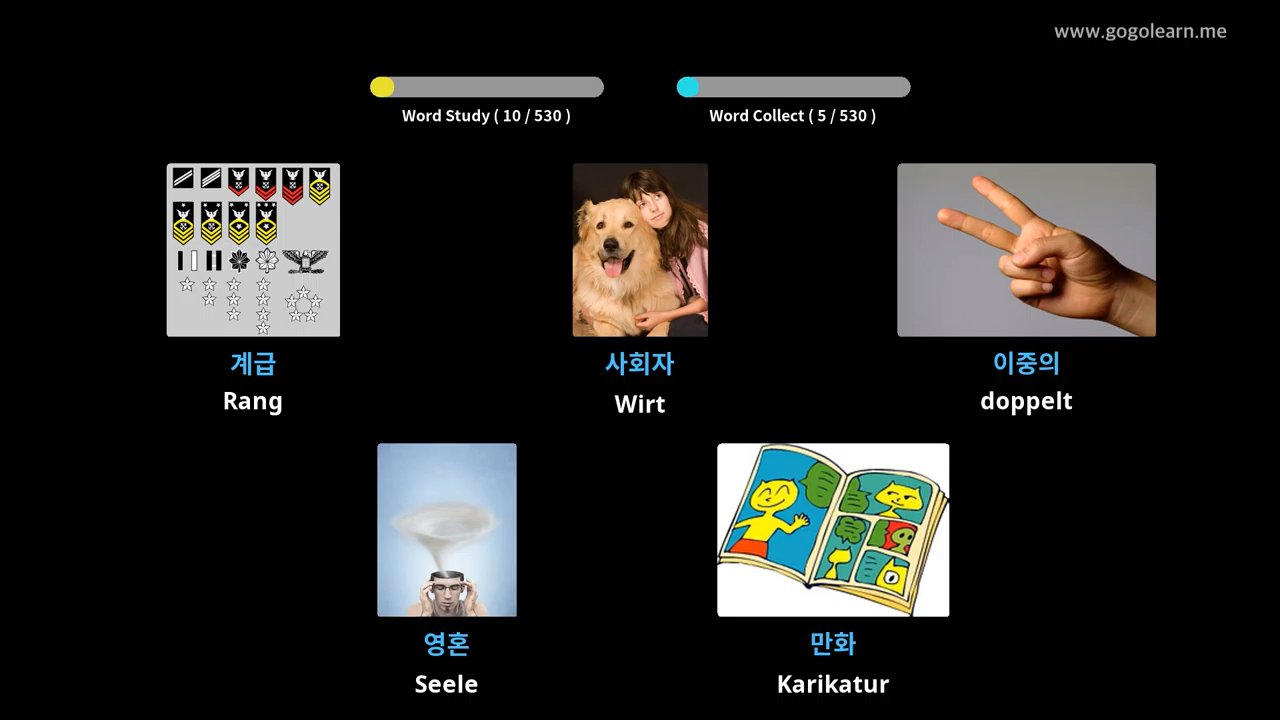 www.gogolearn.me
Word Study ( 10 / 530 )
Word Collect ( 5 / 530 )
계급
Rang
사회자
Wirt
이중의
doppelt
영혼
Seele
만화
Karikatur